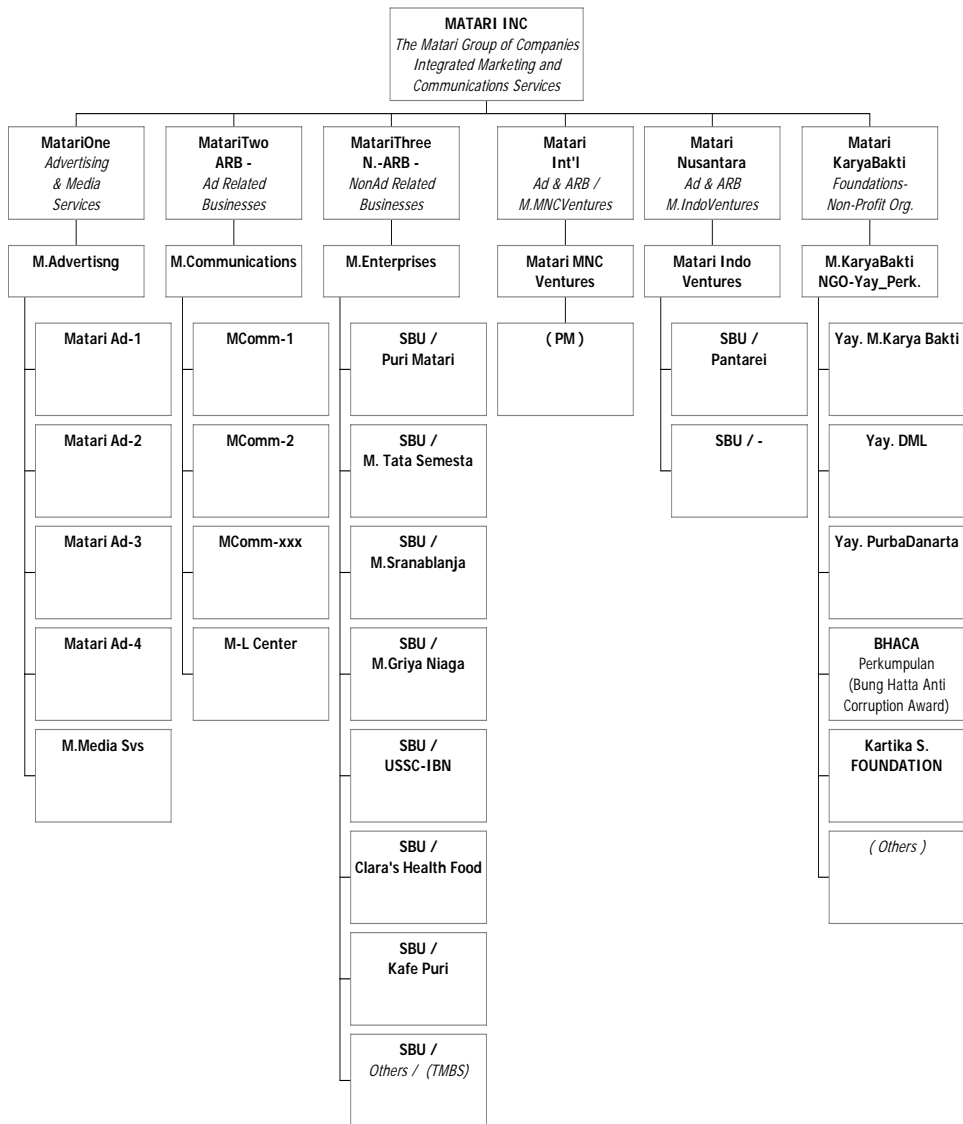 MATARI INC
The Matari Group of Companies
Integrated Marketing and
Communications Services
MatariOne
Advertising
& Media
Services
MatariTwo
ARB -
Ad Related
Businesses
MatariThree
N.-ARB -
NonAd Related
Businesses
Matari
Int'l
Ad & ARB /
M.MNCVentures
Matari
Nusantara
Ad & ARB
M.IndoVentures
Matari
KaryaBakti
Foundations-
Non-Profit Org.
M.Advertisng
M.Communications
M.Enterprises
Matari MNC
Ventures
Matari Indo
Ventures
M.KaryaBakti
NGO-Yay_Perk.
Matari Ad-1
Matari Ad-2
Matari Ad-3
Matari Ad-4
M.Media Svs
MComm-1
MComm-2
MComm-xxx
M-L Center
SBU /
Puri Matari
SBU /
M. Tata Semesta
SBU /
M.Sranablanja
SBU /
M.Griya Niaga
SBU /
USSC-IBN
SBU /
Clara's Health Food
SBU /
Kafe Puri
SBU /
Others / (TMBS)
( PM )
SBU /
Pantarei
SBU / -
Yay. M.Karya Bakti
Yay. DML
Yay. PurbaDanarta
BHACA
Perkumpulan
(Bung Hatta Anti
Corruption Award)
Kartika S.
FOUNDATION
( Others )